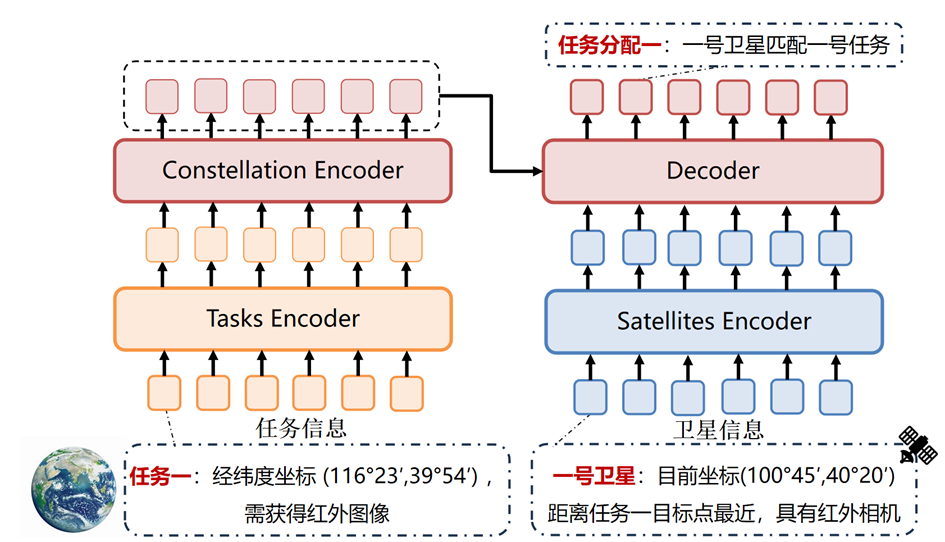 任务分配一：一号卫星匹配一号任务
Constellation Encoder
Decoder
Tasks Encoder
Satellites Encoder
任务信息
卫星信息
任务一：经纬度坐标 (116°23′,39°54′)，
需获得红外图像
一号卫星：目前坐标(100°45′,40°20′)
距离任务一目标点最近，具有红外相机